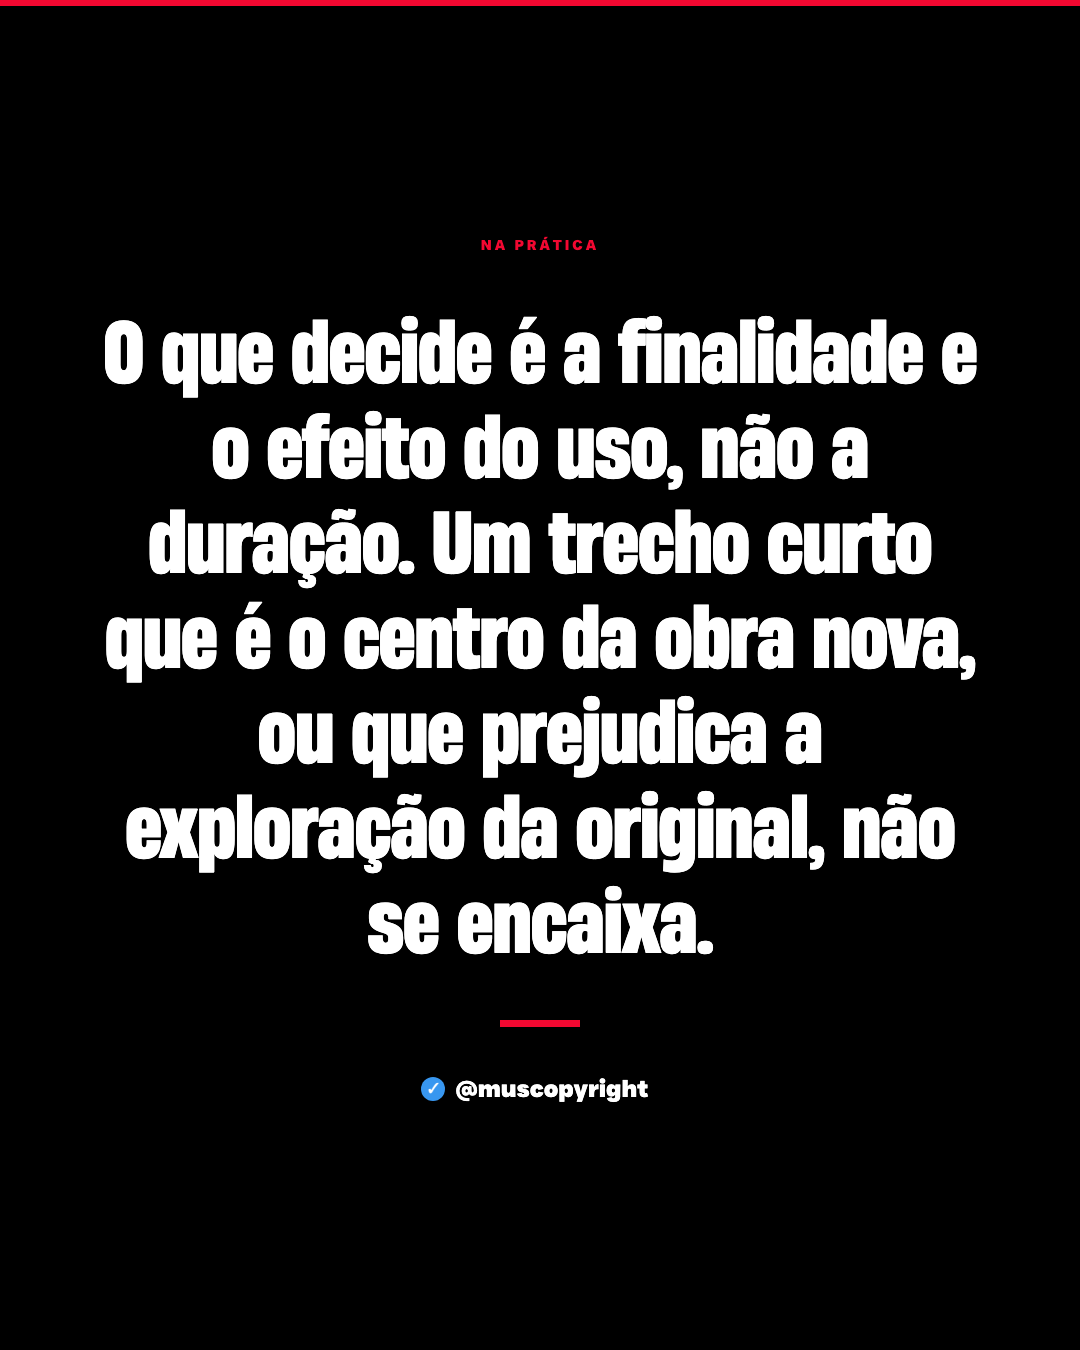 NA PRÁTICA
O que decide é a finalidade e
o efeito do uso, não a
duração. Um trecho curto
que é o centro da obra nova,
ou que prejudica a
exploração da original, não
se encaixa.
@muscopyright